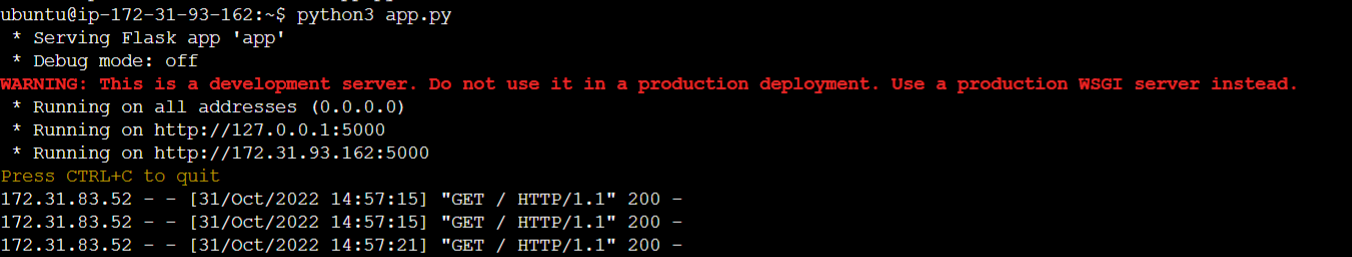 ubuntu@ip-172-31-93-162:~$ python3 app.py
 * Serving Flask app 'app'
 * Debug mode: off
WARNING: This is a development server. Do not use it in a production deployment. Use a production WSGI server instead.
 * Running on all addresses (0.0.0.0)
 * Running on http://127.0.0.1:5000
 * Running on http://172.31.93.162:5000
Press CTRL+C to quit
172.31.83.52 - - [31/Oct/2022 14:57:15] "GET / HTTP/1.1" 200 -
172.31.83.52 - - [31/Oct/2022 14:57:15] "GET / HTTP/1.1" 200 -
172.31.83.52 - - [31/Oct/2022 14:57:21] "GET / HTTP/1.1" 200 -